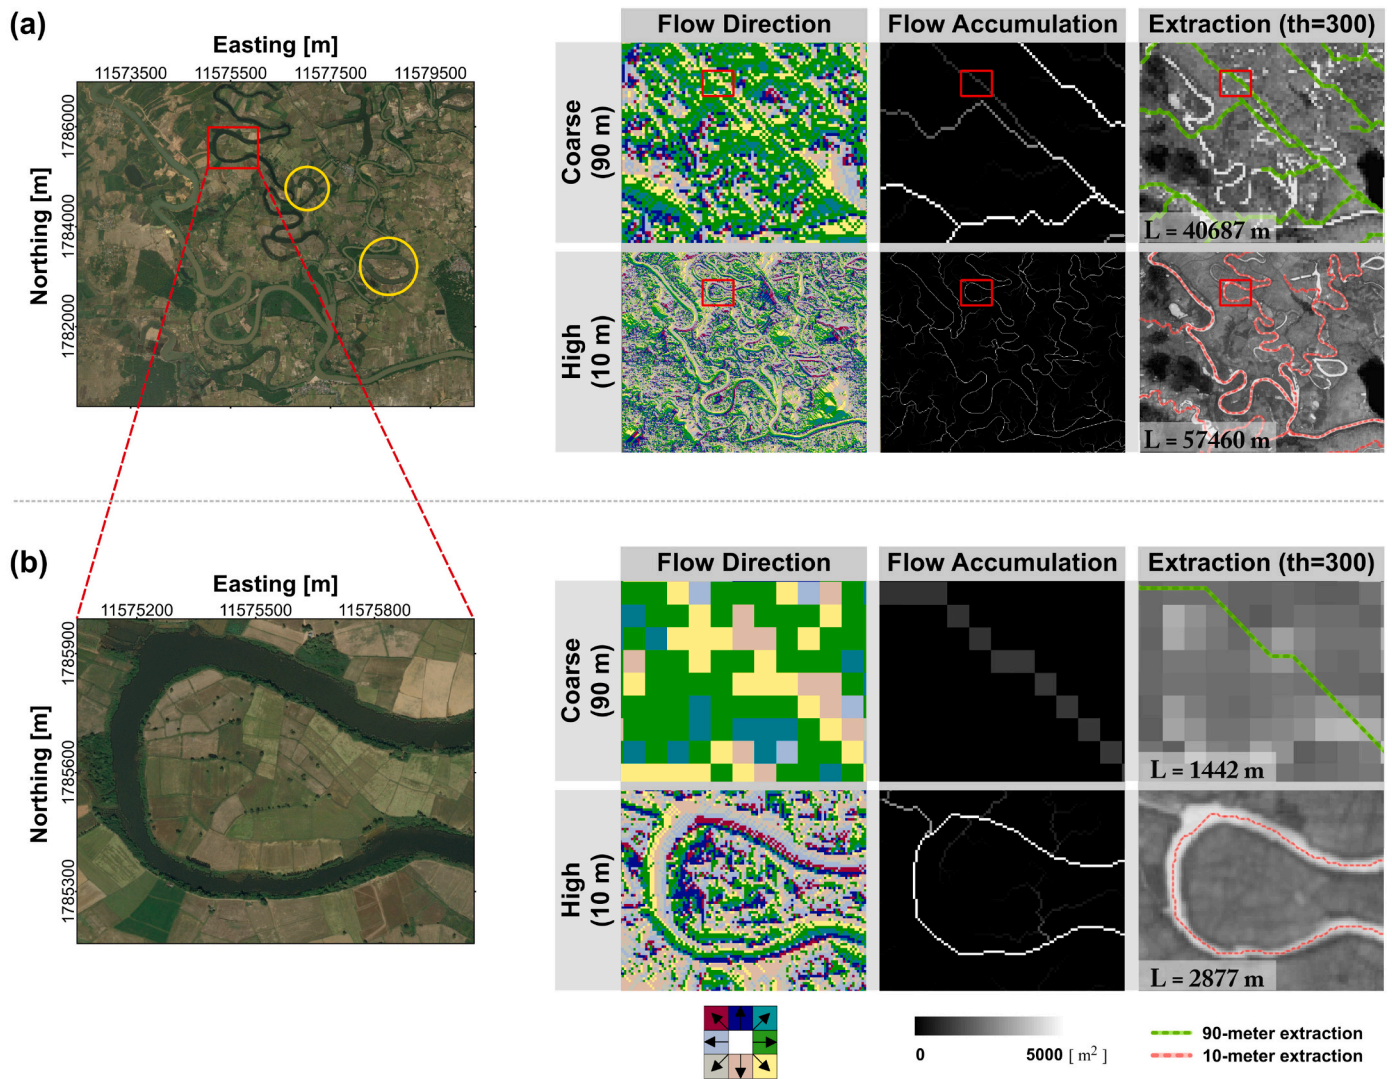 (a)
Easting [m]
11573500 11575500 11577500 11579500
Northing [m]
1786000
1784000
1782000
Flow Direction
Flow Accumulation
Extraction (th=300)
Coarse
(90 m)
L = 40687 m
High
(10 m)
L = 57460 m
(b)
Easting [m]
11575200 11575500 11575800
Northing [m]
1785900
1785600
1785300
Flow Direction
Flow Accumulation
Extraction (th=300)
Coarse
(90 m)
L = 1442 m
High
(10 m)
L = 2877 m
0 5000 [ m² ]
90-meter extraction
10-meter extraction